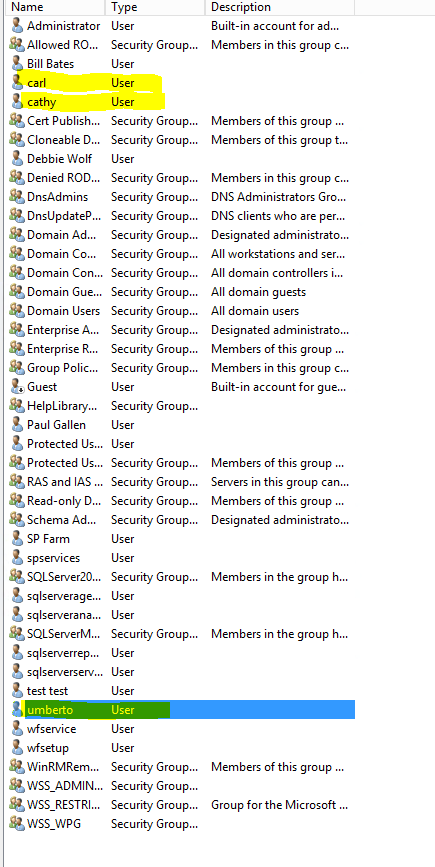 Name Type Description
Administrator User Built-in account for ad...
Allowed RO... Security Group... Members in this group c...
Bill Bates User
carl User
cathy User
Cert Publish... Security Group... Members of this group ...
Cloneable D... Security Group... Members of this group t...
Debbie Wolf User
Denied ROD... Security Group... Members in this group c...
DnsAdmins Security Group... DNS Administrators Gro...
DnsUpdateP... Security Group... DNS clients who are per...
Domain Ad... Security Group... Designated administrato...
Domain Co... Security Group... All workstations and ser...
Domain Con... Security Group... All domain controllers i...
Domain Gue... Security Group... All domain guests
Domain Users Security Group... All domain users
Enterprise A... Security Group... Designated administrato...
Enterprise R... Security Group... Members of this group ...
Group Polic... Security Group... Members in this group c...
Guest User Built-in account for gue...
HelpLibrary... Security Group...
Paul Gallen User
Protected Us... User
Protected Us... Security Group... Members of this group ...
RAS and IAS ... Security Group... Servers in this group can...
Read-only D... Security Group... Members of this group ...
Schema Ad... Security Group... Designated administrato...
SP Farm User
spservices User
SQLServer20... Security Group... Members in the group h...
sqlserverage... User
sqlserverana... User
SQLServerM... Security Group... Members in the group h...
sqlserverrep... User
sqlserverserv... User
test test User
umberto User
wfservice User
wfsetup User
WinRMRem... Security Group... Members of this group ...
WSS_ADMIN... Security Group...
WSS_RESTRI... Security Group... Group for the Microsoft ...
WSS_WPG Security Group...